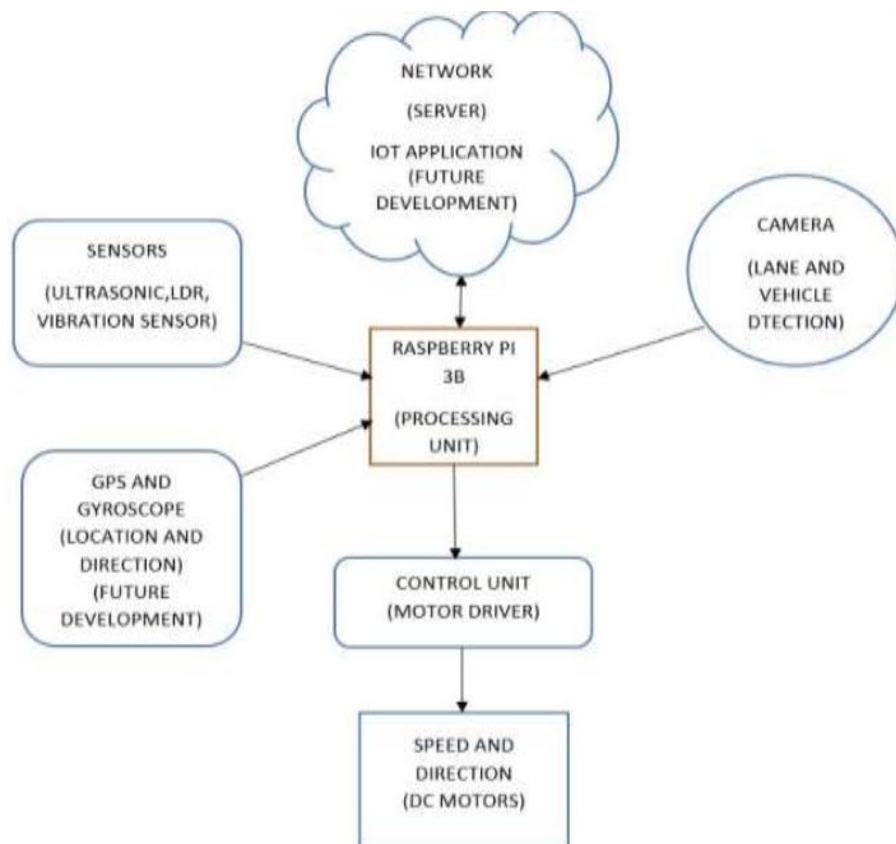 NETWORK
(SERVER)
IOT APPLICATION
(FUTURE
DEVELOPMENT)
SENSORS
(ULTRASONIC,LDR,
VIBRATION SENSOR)
CAMERA
(LANE AND
VEHICLE
DTECTION)
RASPBERRY PI
3B
(PROCESSING
UNIT)
GPS AND
GYROSCOPE
(LOCATION AND
DIRECTION)
(FUTURE
DEVELOPMENT)
CONTROL UNIT
(MOTOR DRIVER)
SPEED AND
DIRECTION
(DC MOTORS)